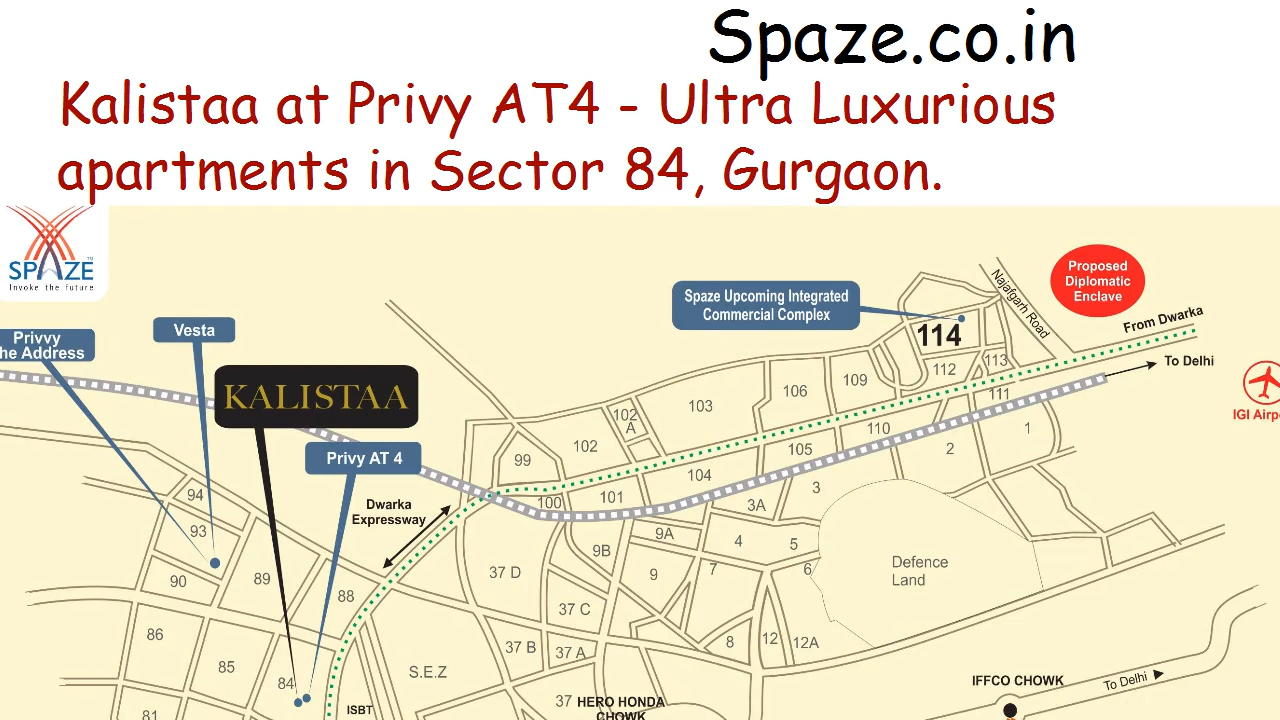 Spaze.co.in
Kalistaa at Privy AT4 - Ultra Luxurious
apartments in Sector 84, Gurgaon.
SPAZE
Invoke the future
Proposed
Diplomatic
Enclave
Najafgarh Road
Spaze Upcoming Integrated
Commercial Complex
114
From Dwarka
To Delhi
Privvy
he Address
Vesta
KALISTAA
Privy AT 4
IGI Airpo
113
112
111
109
106
103
102
A
102
110
1
2
105
104
99
100
101
3
3A
94
93
Dwarka
Expressway
9A
9B
4
5
6
7
9
Defence
Land
90
89
88
37 D
37 C
86
85
84
37 B
37 A
8
12
12A
S.E.Z
81
ISBT
37
HERO HONDA
CHOWK
IFFCO CHOWK
To Delhi